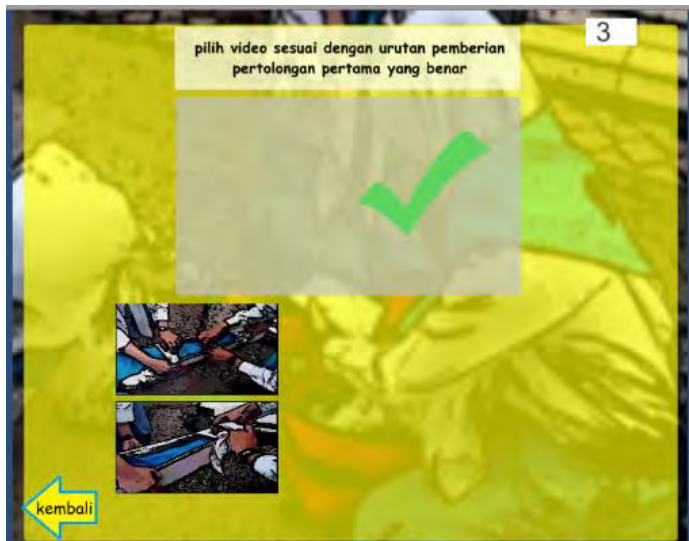 3
pilih video sesuai dengan urutan pemberian
pertolongan pertama yang benar
kembali